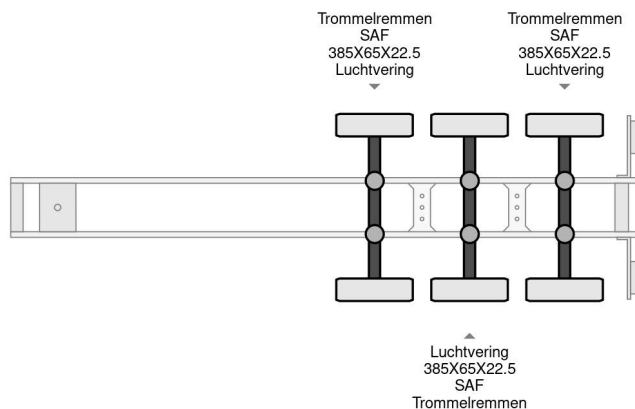 Trommelremmen
SAF
385X65X22.5
Luchtvering
Trommelremmen
SAF
385X65X22.5
Luchtvering
Luchtvering
385X65X22.5
SAF
Trommelremmen